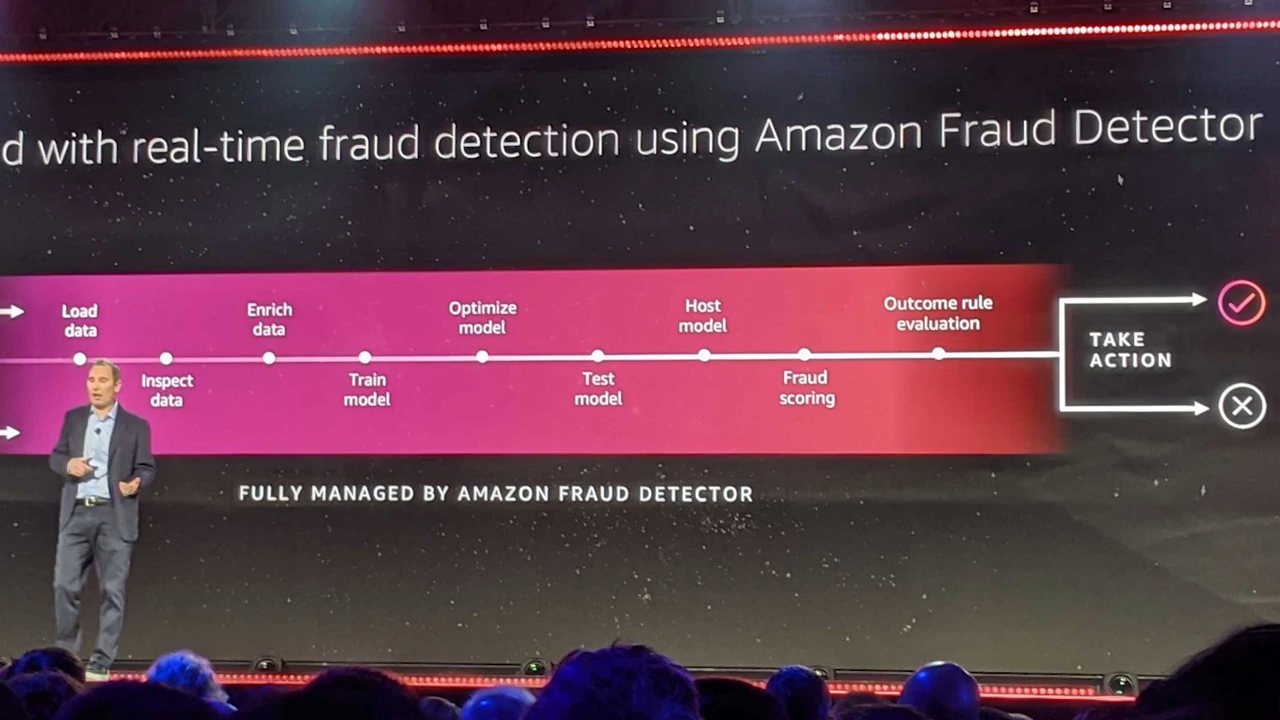 d with real-time fraud detection using Amazon Fraud Detector
Load
data
Inspect
data
Enrich
data
Train
model
Optimize
model
Test
model
Host
model
Fraud
scoring
Outcome rule
evaluation
TAKE
ACTION
FULLY MANAGED BY AMAZON FRAUD DETECTOR